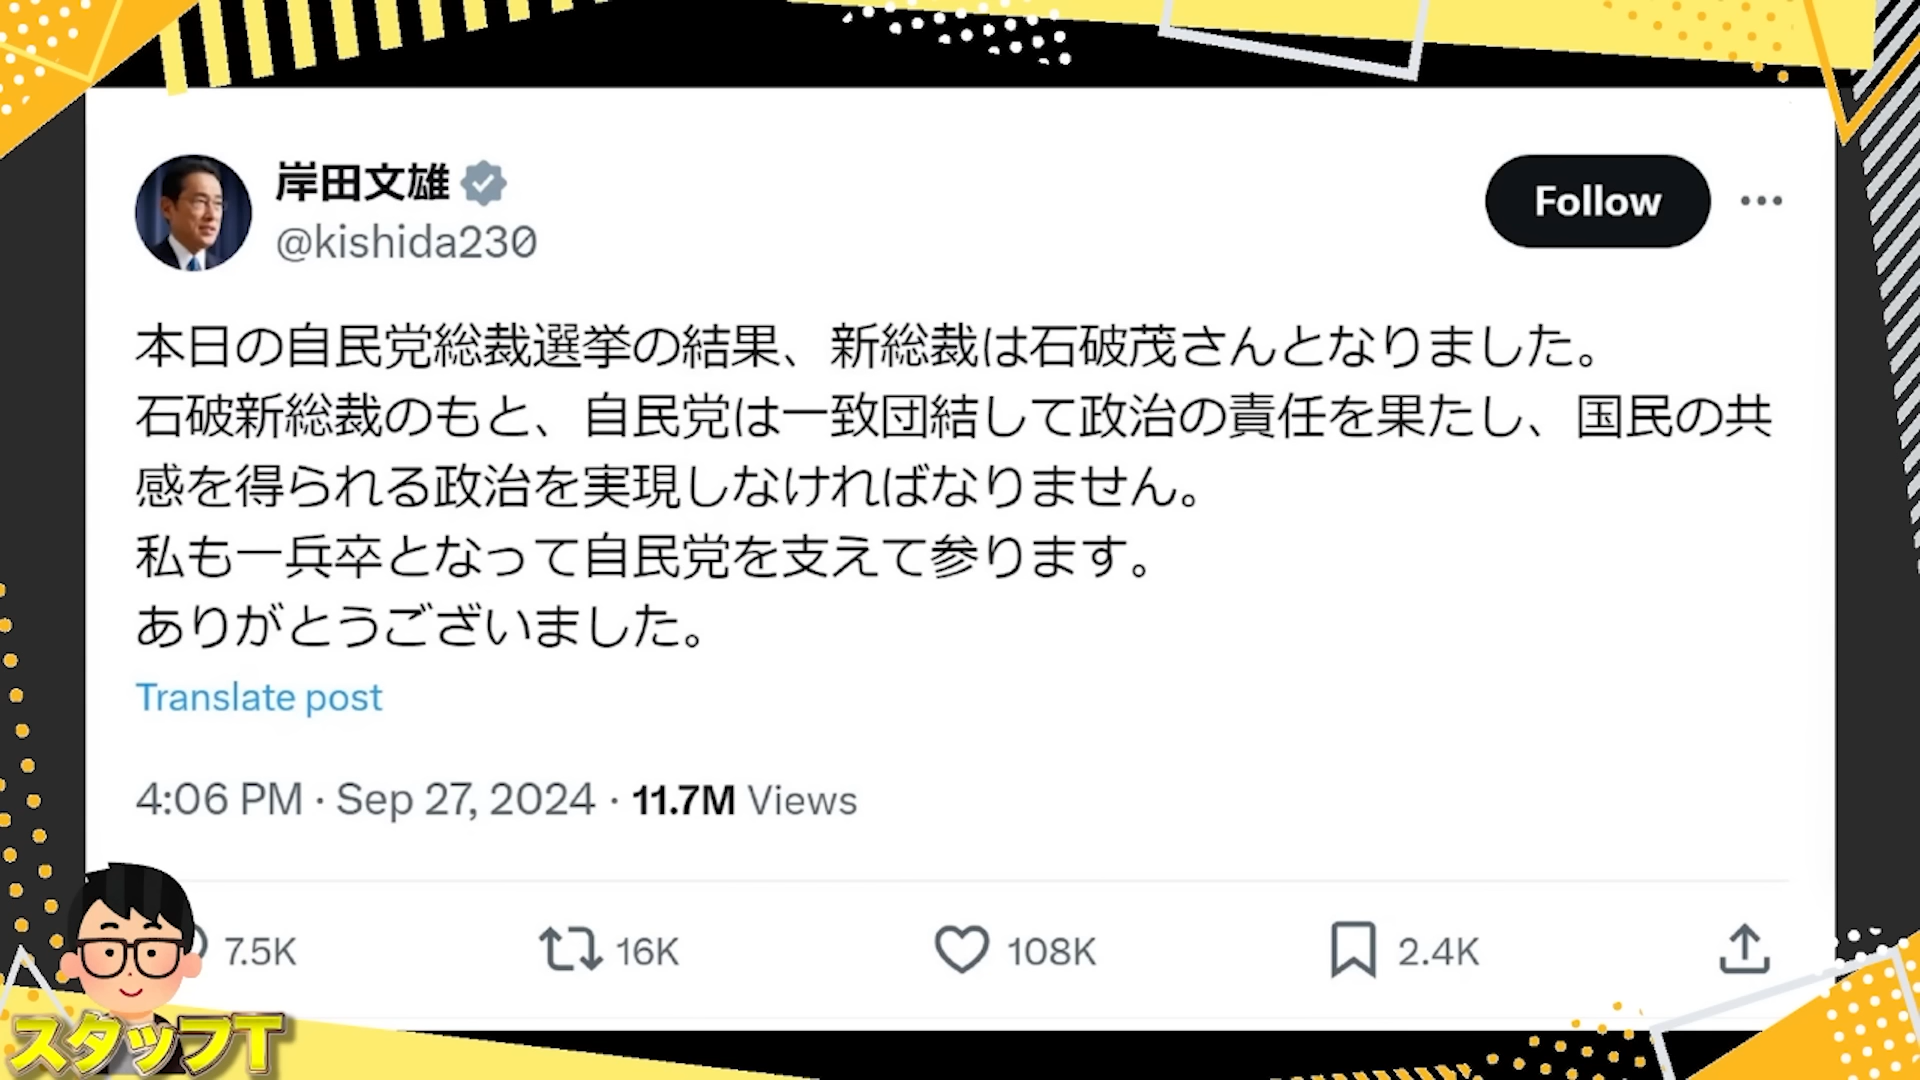 岸田文雄
@kishida230
Follow
本日の自民党総裁選挙の結果、新総裁は石破茂さんとなりました。
石破新総裁のもと、自民党は一致団結して政治の責任を果たし、国民の共
感を得られる政治を実現しなければなりません。
私も一兵卒となって自民党を支えて参ります。
ありがとうございました。
Translate post
4:06 PM · Sep 27, 2024 · 11.7M Views
7.5K
16K
108K
2.4K
スタッフT